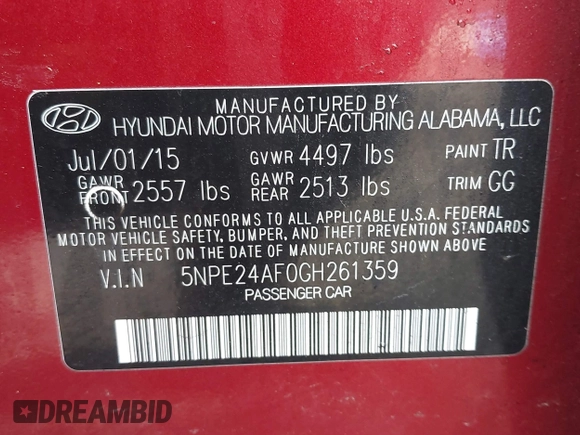 MANUFACTURED BY
HYUNDAI MOTOR MANUFACTURING ALABAMA, LLC
Jul/01/15 GVWR 4497 lbs PAINT TR
GAWR FRONT 2557 lbs GAWR REAR 2513 lbs TRIM GG
THIS VEHICLE CONFORMS TO ALL APPLICABLE U.S.A. FEDERAL
MOTOR VEHICLE SAFETY, BUMPER, AND THEFT PREVENTION STANDARDS
IN EFFECT ON THE DATE OF MANUFACTURE SHOWN ABOVE
V.I.N 5NPE24AF0GH261359
PASSENGER CAR
DREAMBID